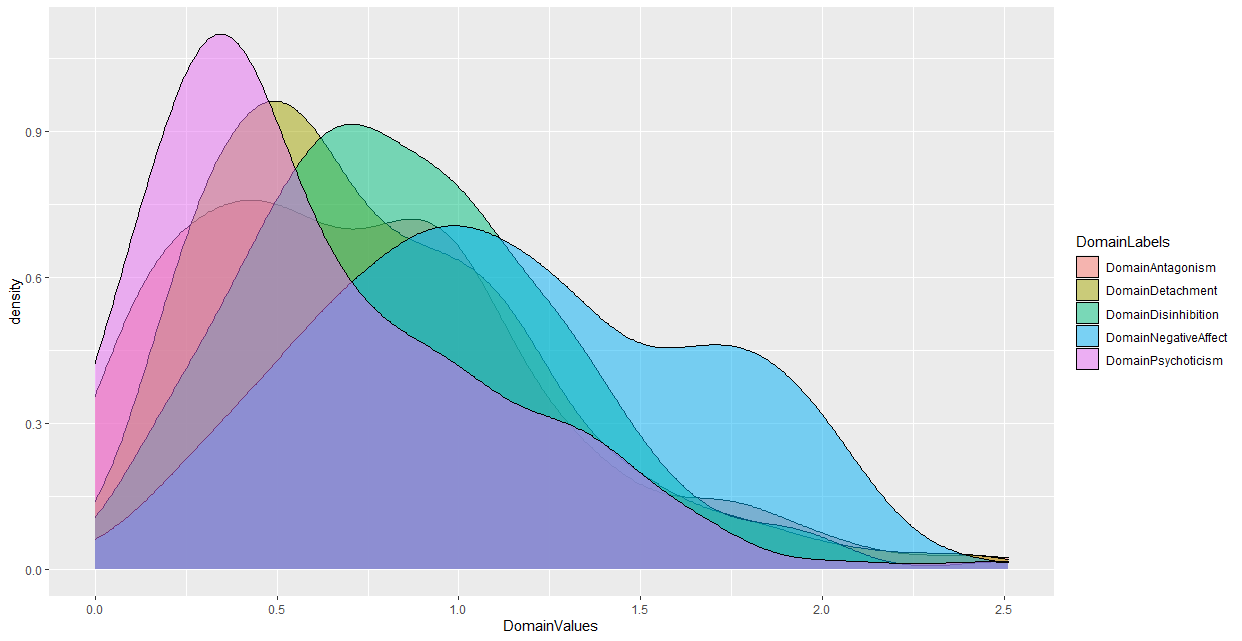 density
0.9
0.6
0.3
0.0
0.0 0.5 1.0 1.5 2.0 2.5
DomainValues
DomainLabels
DomainAntagonism
DomainDetachment
DomainDisinhibition
DomainNegativeAffect
DomainPsychoticism